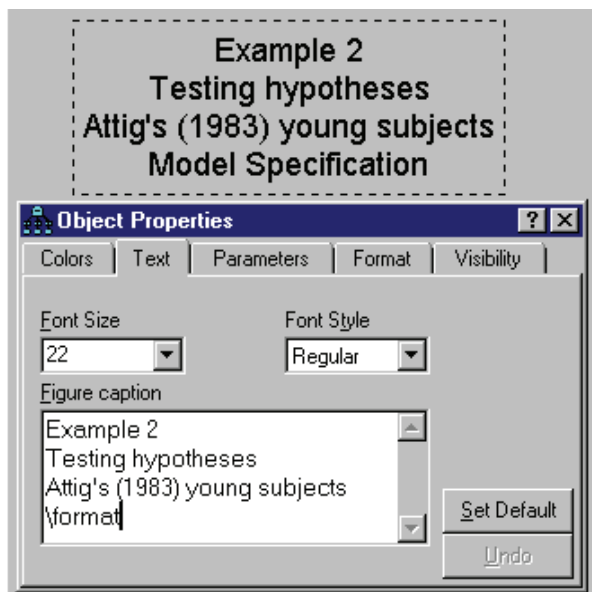 Example 2
Testing hypotheses
Attig's (1983) young subjects
Model Specification
Object Properties ? ×
Colors Text Parameters Format Visibility
Font Size Font Style
22 Regular
Figure caption
Example 2
Testing hypotheses
Attig's (1983) young subjects
\format
Set Default
Undo